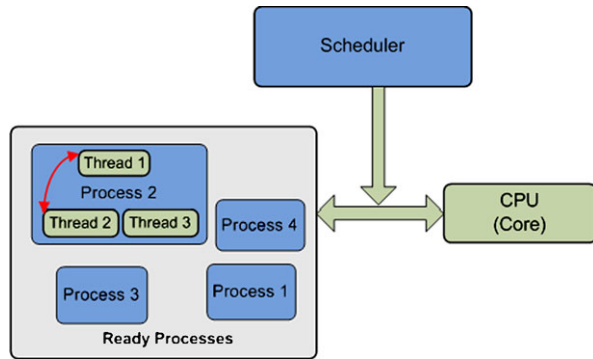 Scheduler
Thread 1
Process 2
Thread 2
Thread 3
Process 4
Process 3
Process 1
Ready Processes
CPU
(Core)